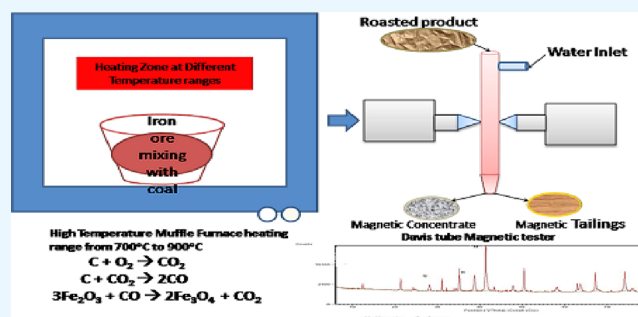 Heating Zone at Different
Temperature ranges
Iron
ore
mixing
with
coal
High Temperature Muffle Furnace heating
range from 700°C to 900°C
C + O₂ → CO₂
C + CO₂ → 2CO
3Fe₂O₃ + CO → 2Fe₃O₄ + CO₂
Roasted product
Water Inlet
Magnetic Concentrate
Magnetic Tailings
Davis tube Magnetic tester